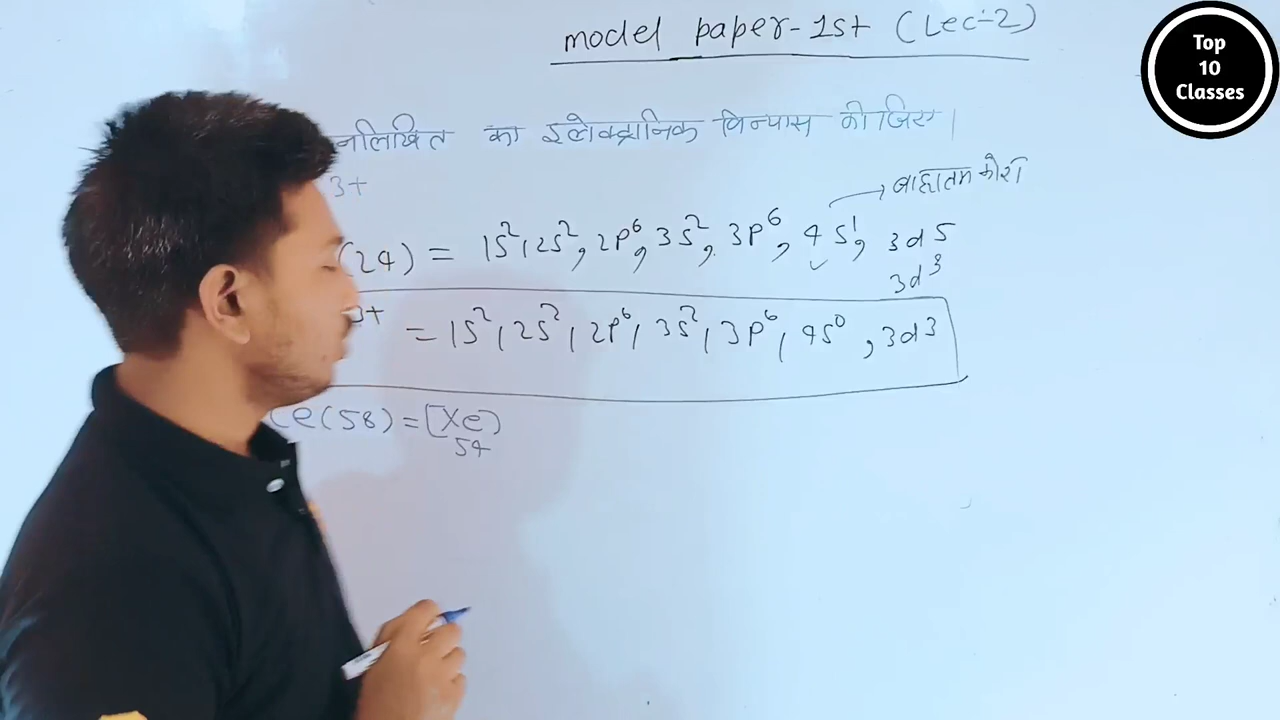 model paper-1st (Lec-2)
Top
10
Classes
का इलेक्ट्रानिक विन्यास कीजिए।
3+
बाह्यतम कोश
(24) = 1s², 2s², 2p⁶, 3s², 3p⁶, 4s¹, 3d5
3d³
3+ = 1s², 2s², 2p⁶, 3s², 3p⁶, 4s⁰, 3d3
Ce(58) = [Xe)
54